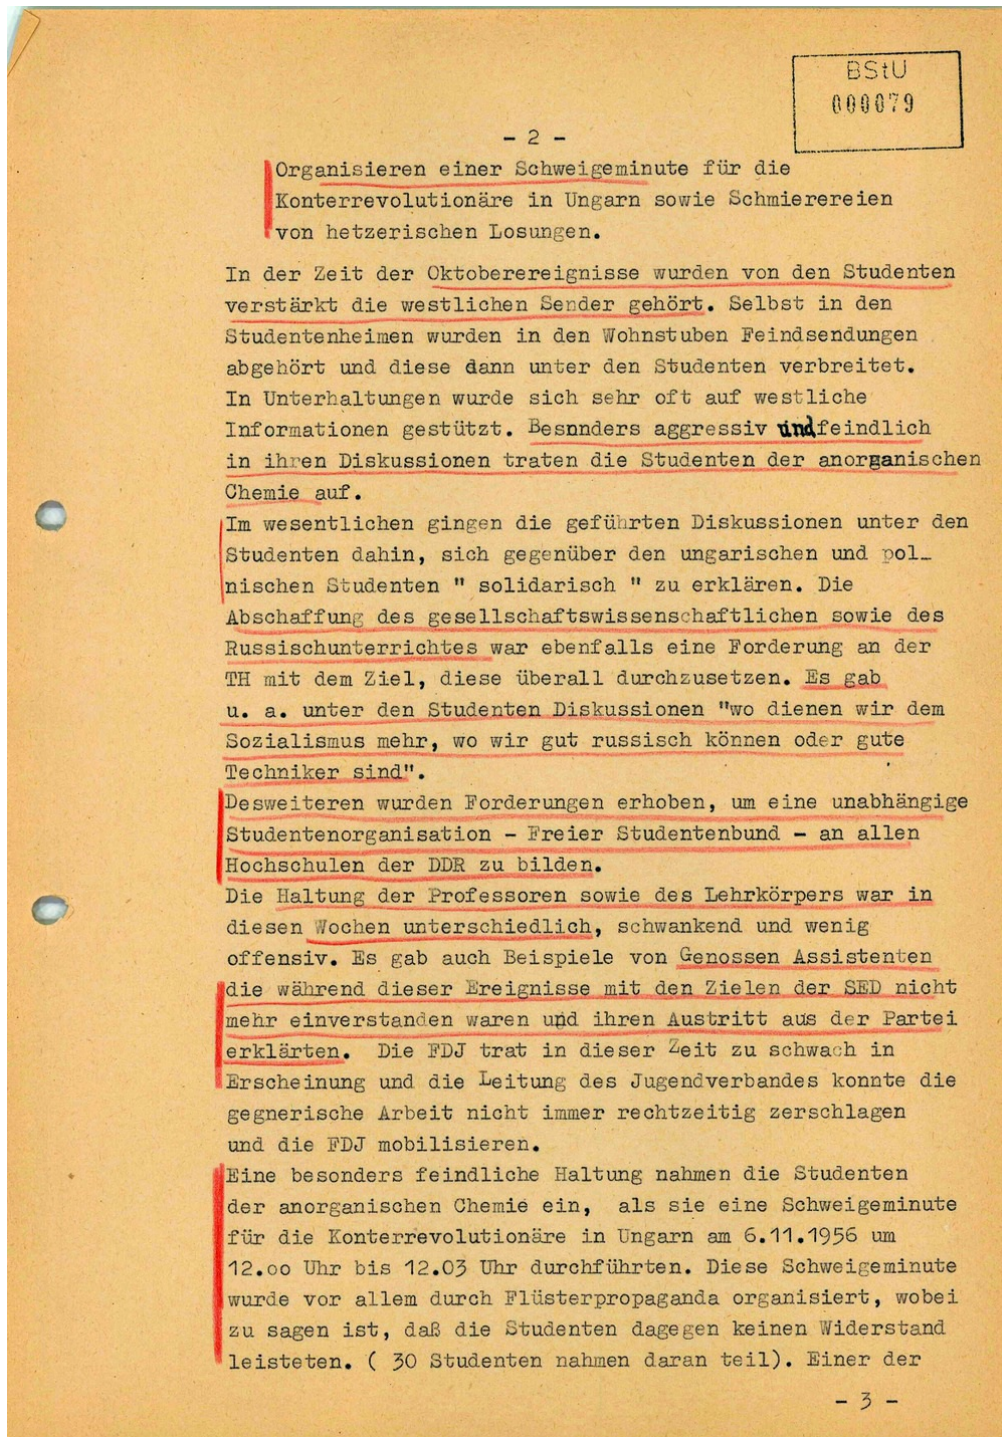 BStU
000079
- 2 -
Organisieren einer Schweigeminute für die
Konterrevolutionäre in Ungarn sowie Schmierereien
von hetzerischen Losungen.
In der Zeit der Oktoberereignisse wurden von den Studenten
verstärkt die westlichen Sender gehört. Selbst in den
Studentenheimen wurden in den Wohnstuben Feindsendungen
abgehört und diese dann unter den Studenten verbreitet.
In Unterhaltungen wurde sich sehr oft auf westliche
Informationen gestützt. Besnnders aggressiv und feindlich
in ihren Diskussionen traten die Studenten der anorganischen
Chemie auf.
Im wesentlichen gingen die geführten Diskussionen unter den
Studenten dahin, sich gegenüber den ungarischen und pol_
nischen Studenten " solidarisch " zu erklären. Die
Abschaffung des gesellschaftswissenschaftlichen sowie des
Russischunterrichtes war ebenfalls eine Forderung an der
TH mit dem Ziel, diese überall durchzusetzen. Es gab
u. a. unter den Studenten Diskussionen "wo dienen wir dem
Sozialismus mehr, wo wir gut russisch können oder gute
Techniker sind".
Desweiteren wurden Forderungen erhoben, um eine unabhängige
Studentenorganisation - Freier Studentenbund - an allen
Hochschulen der DDR zu bilden.
Die Haltung der Professoren sowie des Lehrkörpers war in
diesen Wochen unterschiedlich, schwankend und wenig
offensiv. Es gab auch Beispiele von Genossen Assistenten
die während dieser Ereignisse mit den Zielen der SED nicht
mehr einverstanden waren und ihren Austritt aus der Partei
erklärten. Die FDJ trat in dieser Zeit zu schwach in
Erscheinung und die Leitung des Jugendverbandes konnte die
gegnerische Arbeit nicht immer rechtzeitig zerschlagen
und die FDJ mobilisieren.
Eine besonders feindliche Haltung nahmen die Studenten
der anorganischen Chemie ein, als sie eine Schweigeminute
für die Konterrevolutionäre in Ungarn am 6.11.1956 um
12.oo Uhr bis 12.03 Uhr durchführten. Diese Schweigeminute
wurde vor allem durch Flüsterpropaganda organisiert, wobei
zu sagen ist, daß die Studenten dagegen keinen Widerstand
leisteten. ( 30 Studenten nahmen daran teil). Einer der
- 3 -